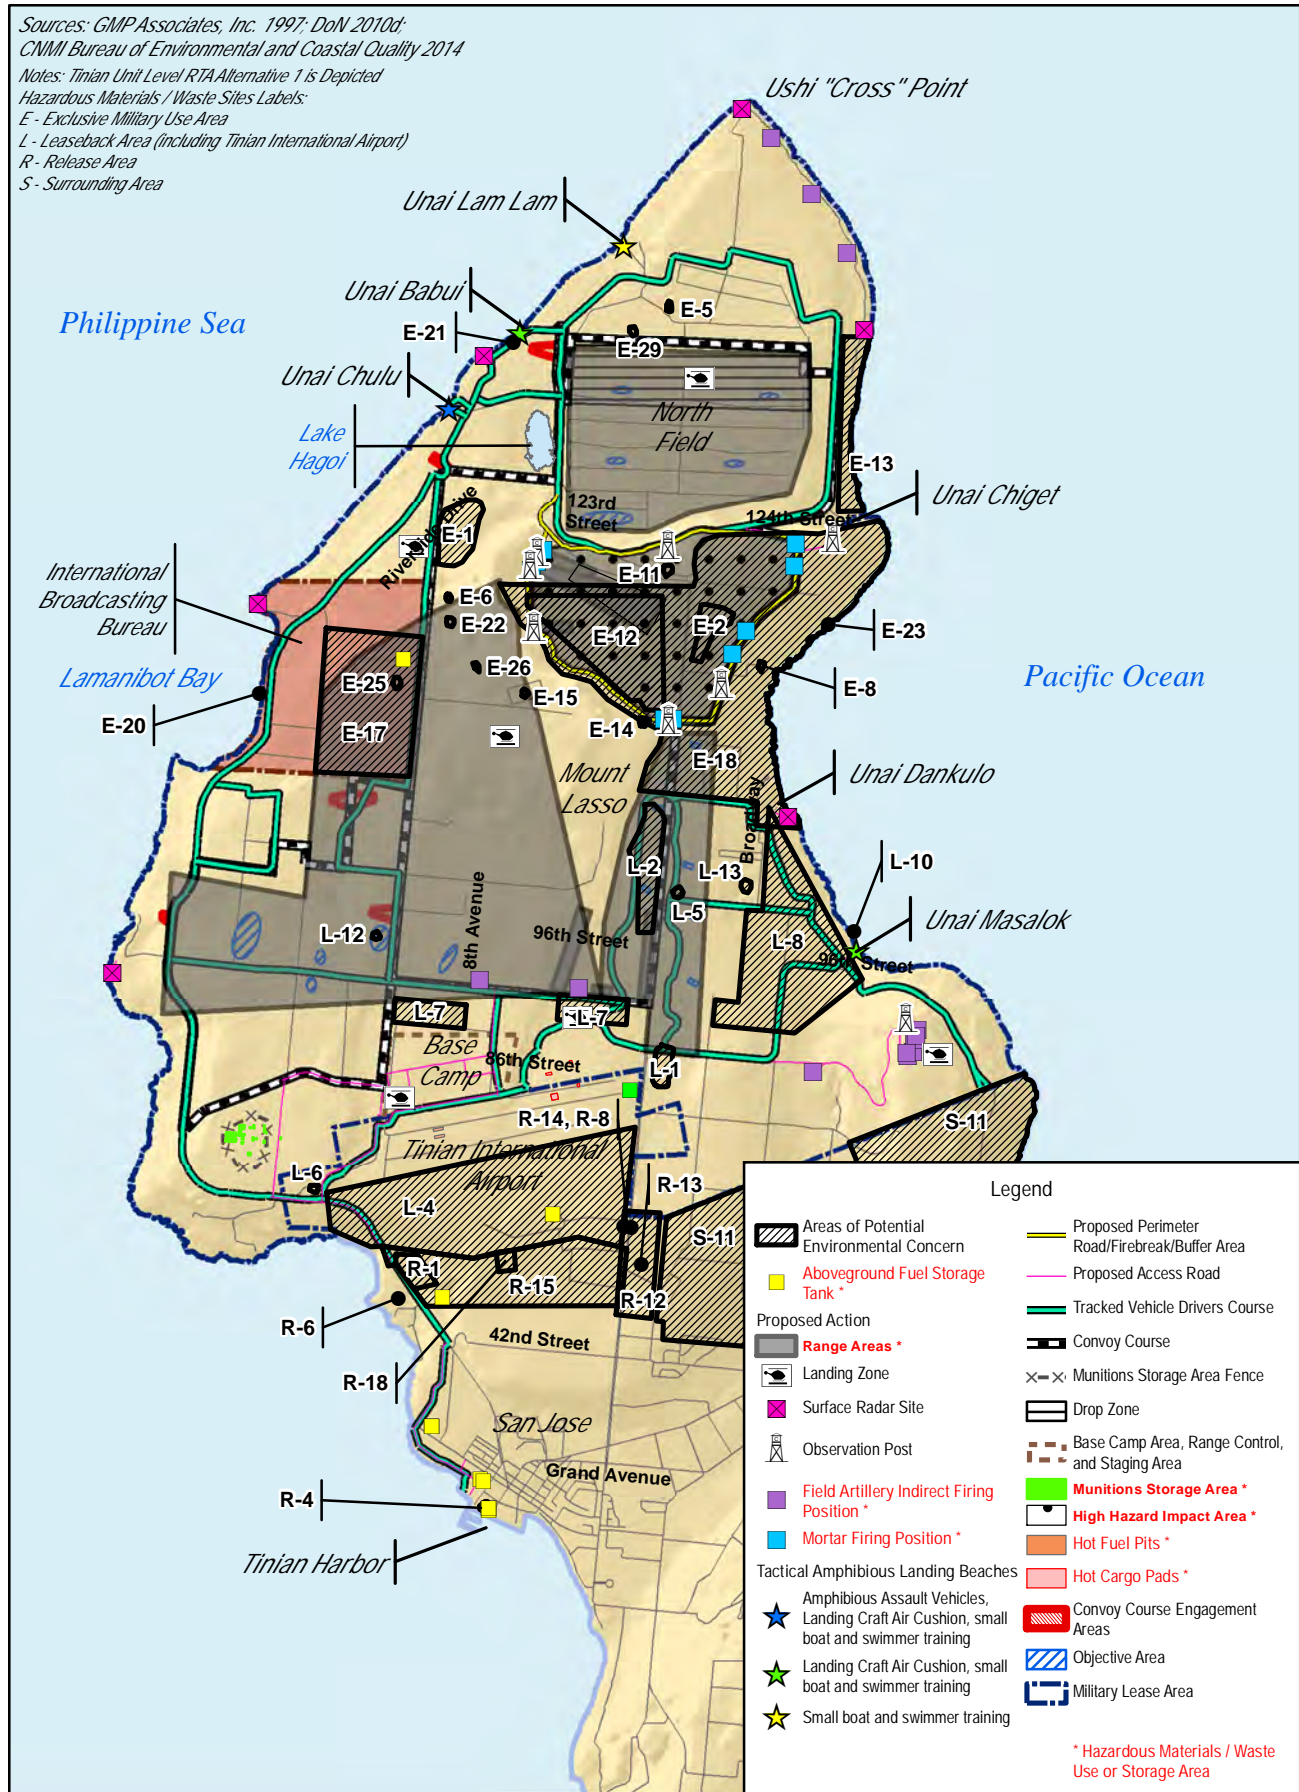 Sources: GMP Associates, Inc. 1997; DoN 2010d;
CNMI Bureau of Environmental and Coastal Quality 2014
Notes: Tinian Unit Level RTA Alternative 1 is Depicted
Hazardous Materials / Waste Sites Labels:
E - Exclusive Military Use Area
L - Leaseback Area (including Tinian International Airport)
R - Release Area
S - Surrounding Area
Ushi "Cross" Point
Unai Lam Lam
Unai Babui
Philippine Sea
E-5
E-21
E-29
Unai Chulu
North
Field
Lake
Hagoi
E-13
Unai Chiget
123rd
Street
124th Street
Riverside Drive
E-1
International
Broadcasting
Bureau
E-11
E-6
E-22
E-12
E-2
E-23
E-26
E-8
Lamanibot Bay
Pacific Ocean
E-25
E-15
E-20
E-17
E-14
E-18
Mount
Lasso
Unai Dankulo
Broadway
L-2
L-13
L-10
L-5
8th Avenue
Unai Masalok
L-12
96th Street
L-8
96th Street
L-7
L-7
Base
Camp
86th Street
L-1
R-14, R-8
S-11
Tinian International
Airport
L-6
R-13
L-4
S-11
R-1
R-15
R-12
R-6
42nd Street
R-18
San Jose
Grand Avenue
R-4
Tinian Harbor
Legend
Areas of Potential
Environmental Concern
Aboveground Fuel Storage
Tank *
Proposed Action
Range Areas *
Landing Zone
Surface Radar Site
Observation Post
Field Artillery Indirect Firing
Position *
Mortar Firing Position *
Tactical Amphibious Landing Beaches
Amphibious Assault Vehicles,
Landing Craft Air Cushion, small
boat and swimmer training
Landing Craft Air Cushion, small
boat and swimmer training
Small boat and swimmer training
Proposed Perimeter
Road/Firebreak/Buffer Area
Proposed Access Road
Tracked Vehicle Drivers Course
Convoy Course
Munitions Storage Area Fence
Drop Zone
Base Camp Area, Range Control,
and Staging Area
Munitions Storage Area *
High Hazard Impact Area *
Hot Fuel Pits *
Hot Cargo Pads *
Convoy Course Engagement
Areas
Objective Area
Military Lease Area
* Hazardous Materials / Waste
Use or Storage Area